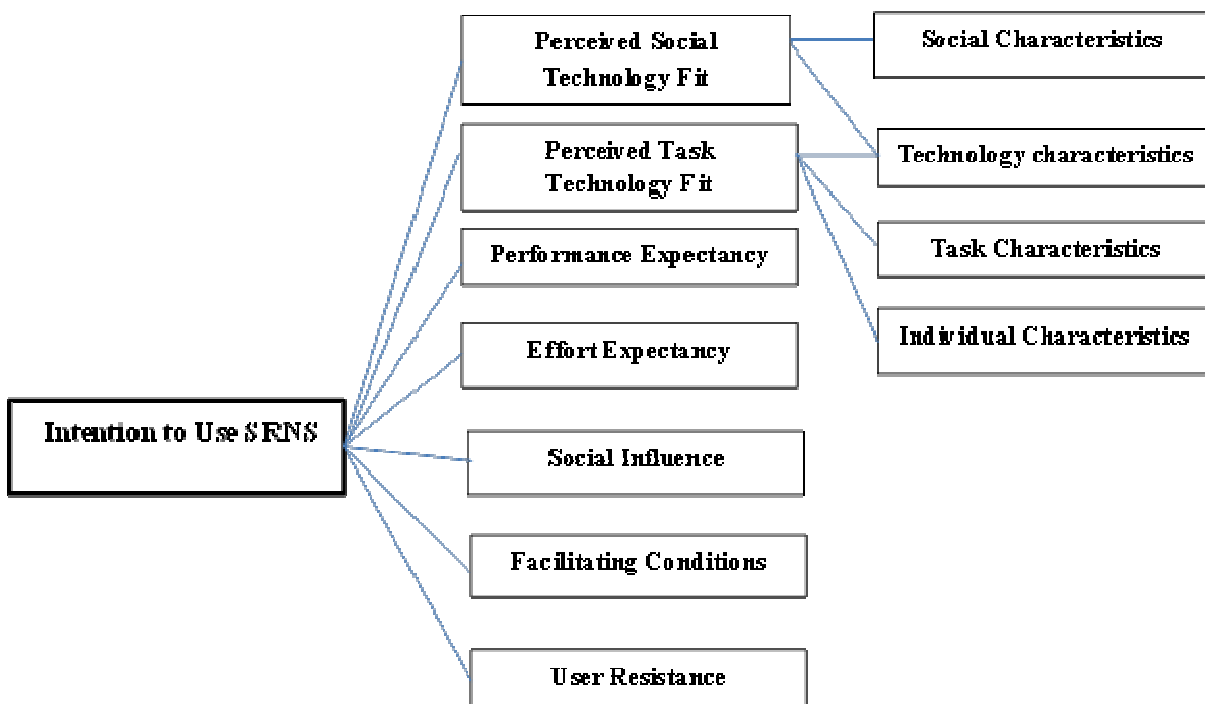 Perceived Social
Technology Fit
Social Characteristics
Perceived Task
Technology Fit
Technology characteristics
Performance Expectancy
Task Characteristics
Effort Expectancy
Individual Characteristics
Intention to Use SRNS
Social Influence
Facilitating Conditions
User Resistance